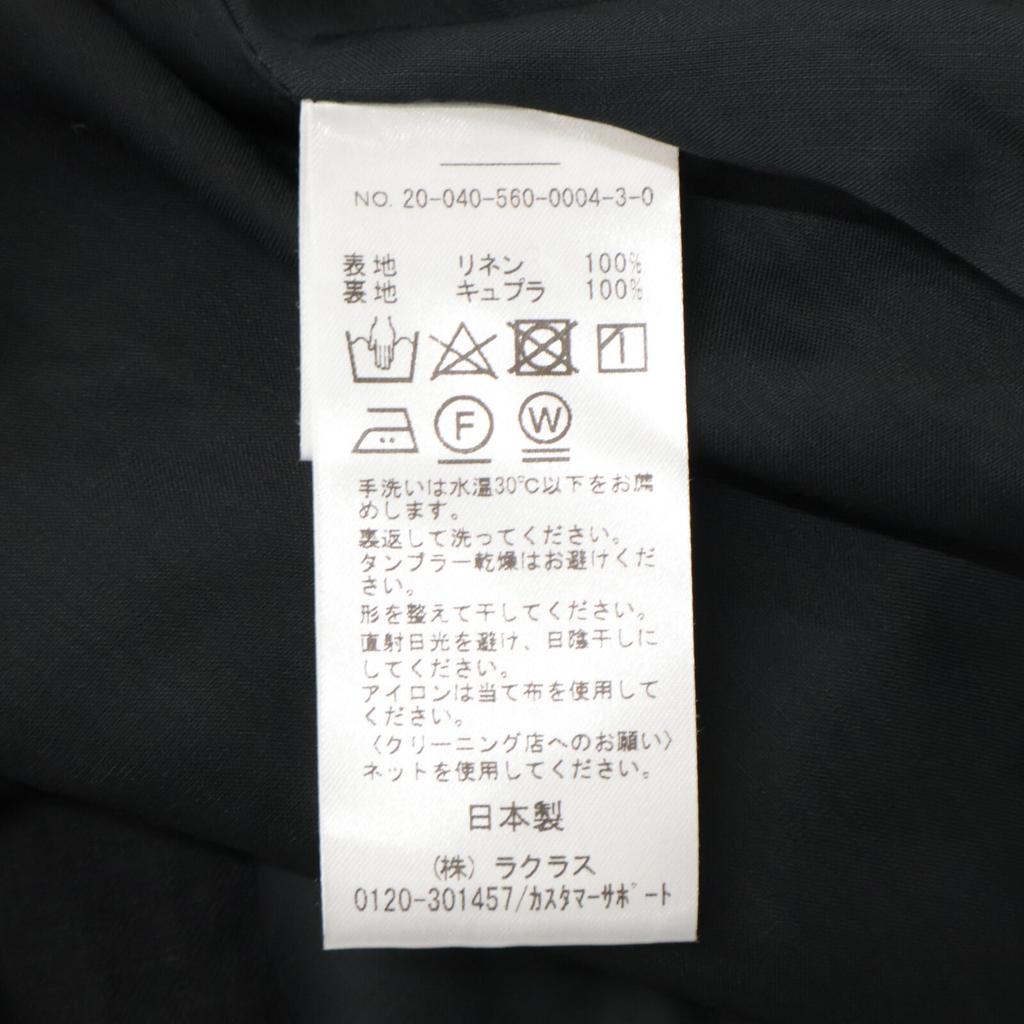 NO. 20-040-560-0004-3-0
表地 リネン 100%
裏地 キュプラ 100%
F W
手洗いは水温30℃以下をお薦
めします。
裏返して洗ってください。
タンブラー乾燥はお避けくだ
さい。
形を整えて干してください。
直射日光を避け、日陰干しに
してください。
アイロンは当て布を使用して
ください。
〈クリーニング店へのお願い〉
ネットを使用してください。
日本製
(株) ラクラス
0120-301457/カスタマーサポート